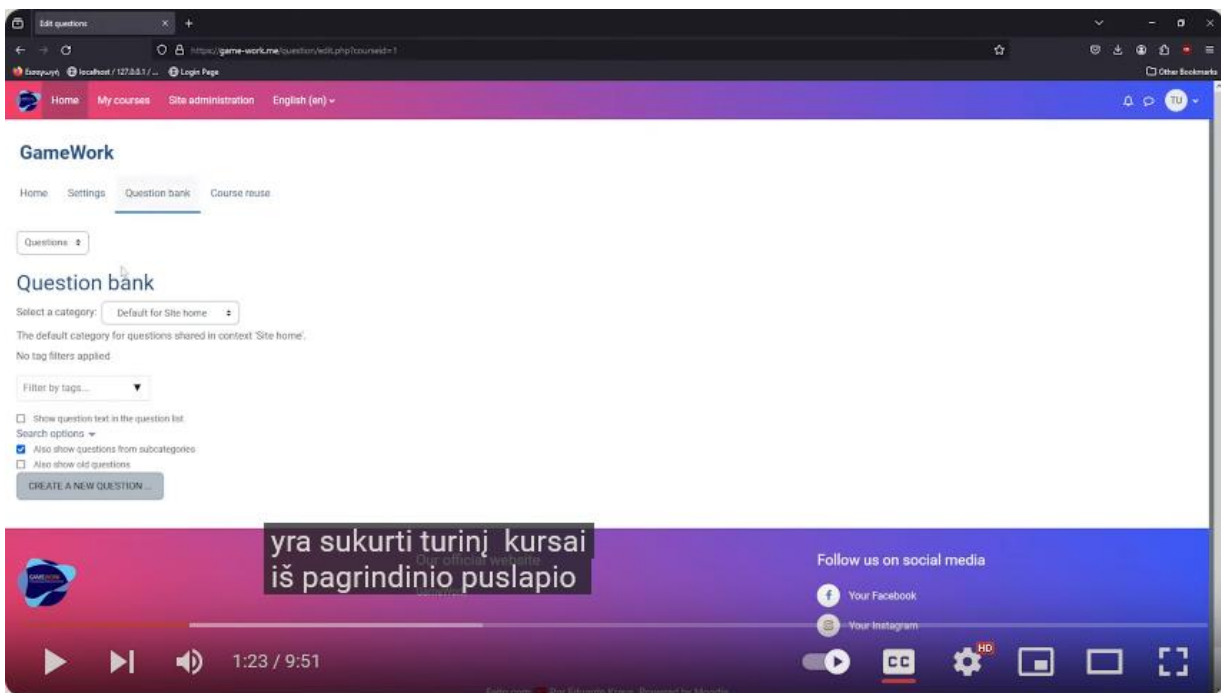 Edit questions
https://game-work.me/question/edit.php?courseid=1
Εισαγωγή localhost / 127.0.0.1 / ... Login Page Other Bookmarks
Home My courses Site administration English (en) TU
GameWork
Home Settings Question bank Course reuse
Questions
Question bank
Select a category: Default for Site home
The default category for questions shared in context 'Site home'.
No tag filters applied
Filter by tags...
Show question text in the question list
Search options
Also show questions from subcategories
Also show old questions
CREATE A NEW QUESTION ...
yra sukurti turinį kursai
iš pagrindinio puslapio
Our official website
Follow us on social media
Your Facebook
Your Instagram
1:23 / 9:51
CC
HD